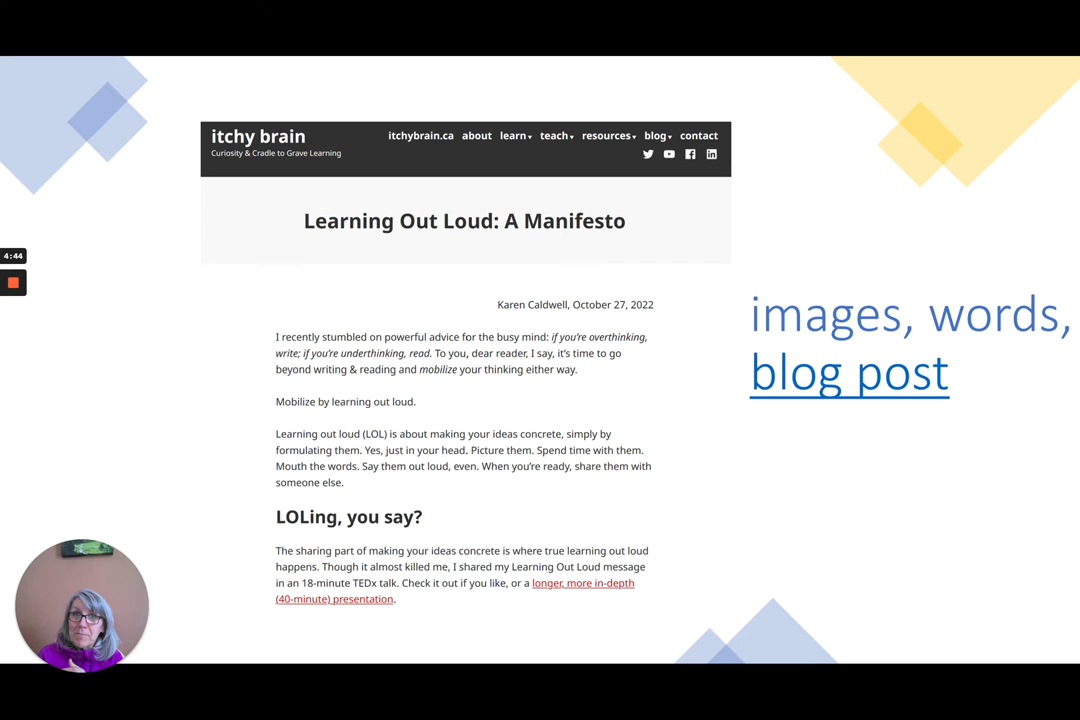 itchy brain
Curiosity & Cradle to Grave Learning
itchybrain.ca about learn teach resources blog contact
Learning Out Loud: A Manifesto
4:44
Karen Caldwell, October 27, 2022
I recently stumbled on powerful advice for the busy mind: if you're overthinking,
write; if you're underthinking, read. To you, dear reader, I say, it's time to go
beyond writing & reading and mobilize your thinking either way.
Mobilize by learning out loud.
Learning out loud (LOL) is about making your ideas concrete, simply by
formulating them. Yes, just in your head. Picture them. Spend time with them.
Mouth the words. Say them out loud, even. When you're ready, share them with
someone else.
LOLing, you say?
The sharing part of making your ideas concrete is where true learning out loud
happens. Though it almost killed me, I shared my Learning Out Loud message
in an 18-minute TEDx talk. Check it out if you like, or a longer, more in-depth
(40-minute) presentation.
images, words,
blog post